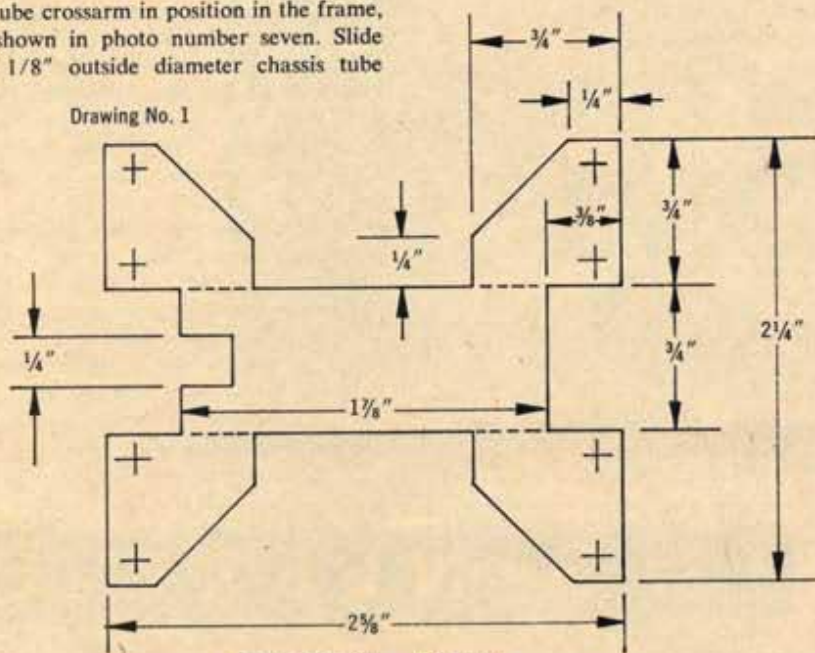 ube crossarm in position in the frame,
shown in photo number seven. Slide
1/8" outside diameter chassis tube
Drawing No. 1
¾"
¼"
¾"
⅜"
¼"
¼"
¾"
2¼"
1⅞"
2⅝"